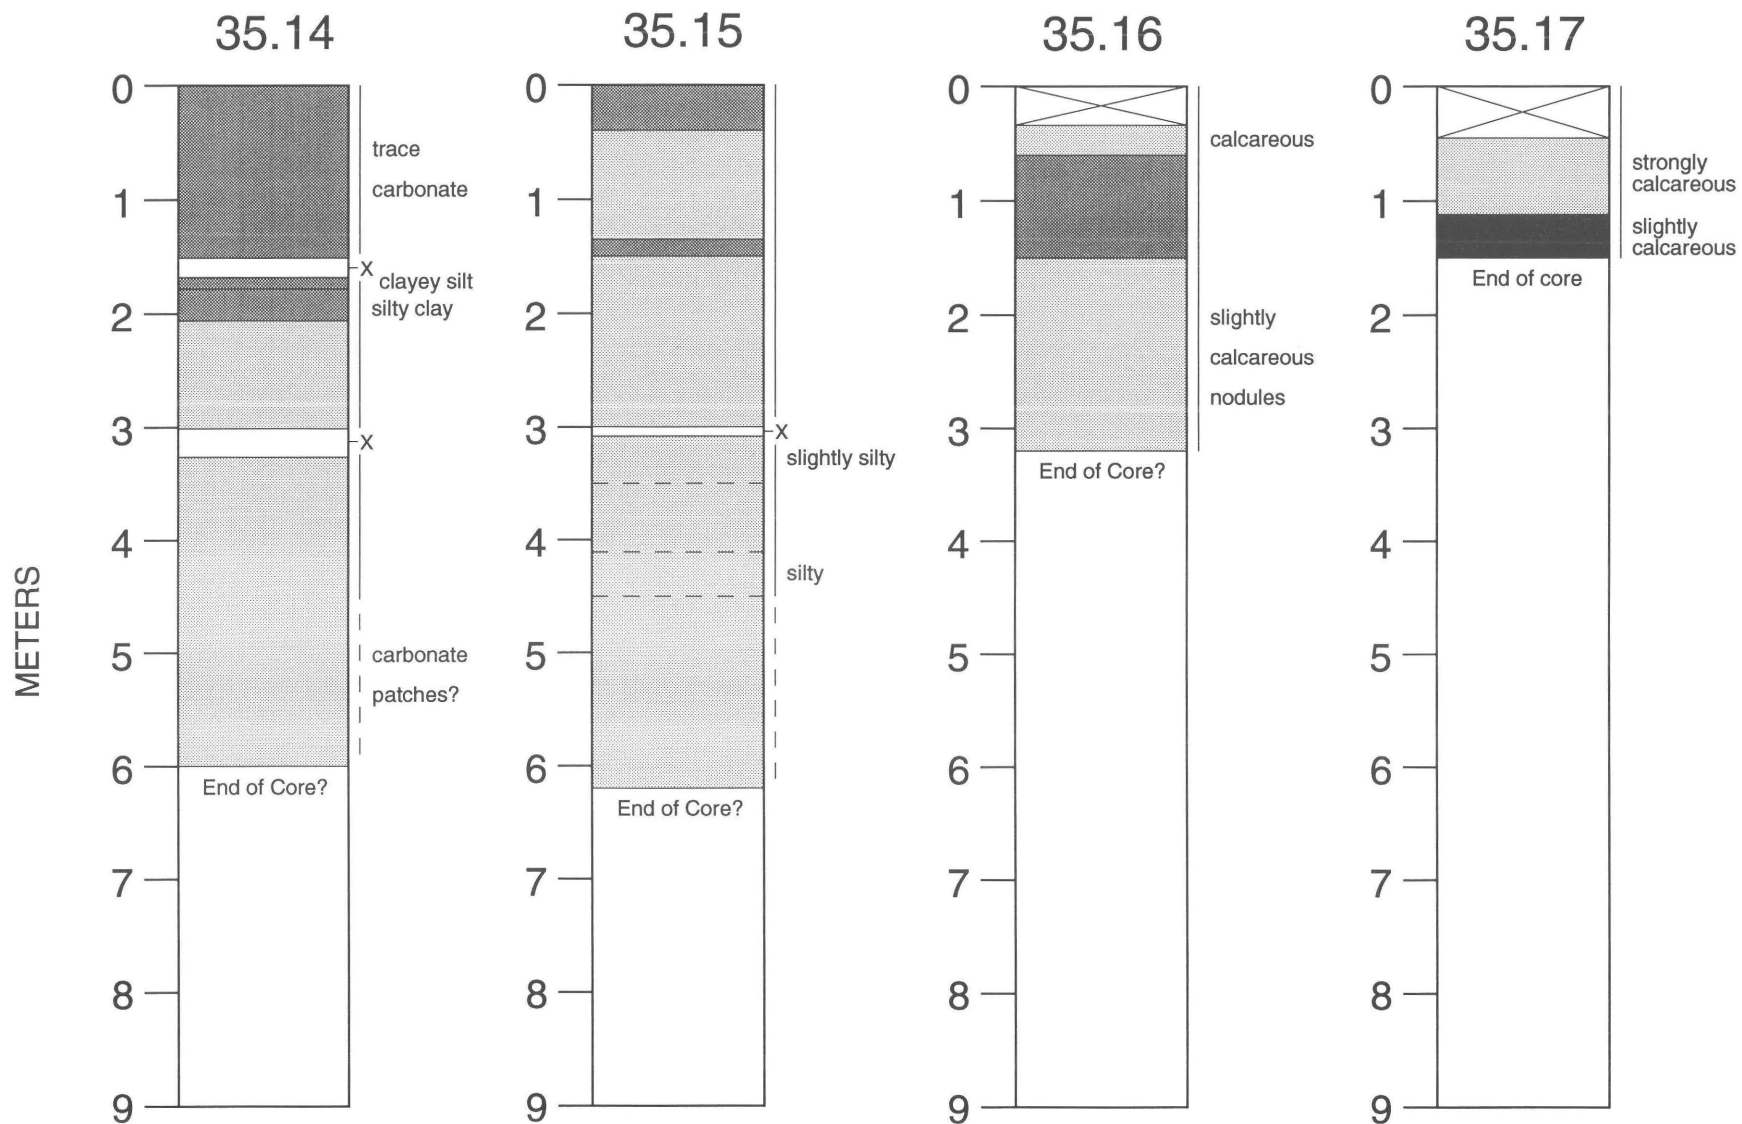 35.14
35.15
35.16
35.17
METERS
0
1
2
3
4
5
6
7
8
9
trace
carbonate
X
clayey silt
silty clay
X
carbonate
patches?
End of Core?
0
1
2
3
4
5
6
7
8
9
X
slightly silty
silty
End of Core?
0
1
2
3
4
5
6
7
8
9
calcareous
slightly
calcareous
nodules
End of Core?
0
1
2
3
4
5
6
7
8
9
strongly
calcareous
slightly
calcareous
End of core